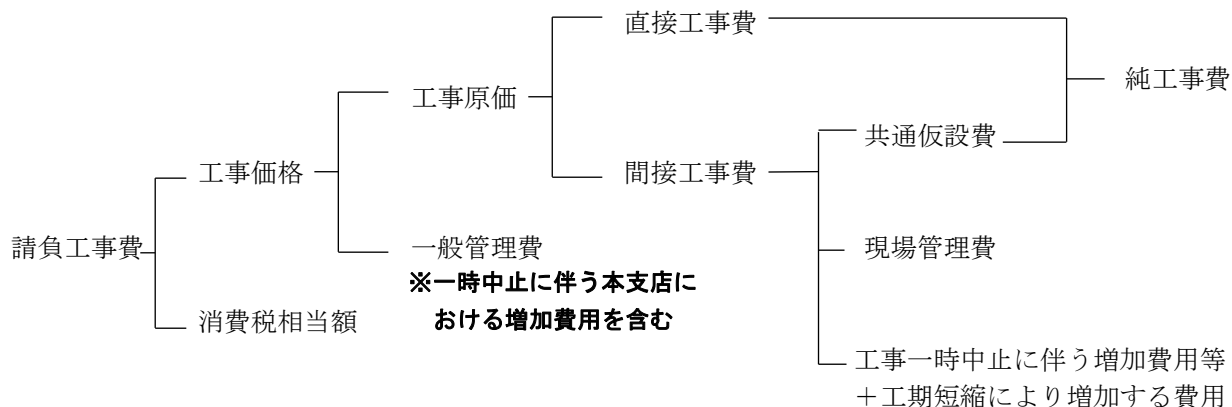 直接工事費
純工事費
工事原価
共通仮設費
工事価格
間接工事費
請負工事費
一般管理費
現場管理費
※一時中止に伴う本支店に
おける増加費用を含む
消費税相当額
工事一時中止に伴う増加費用等
＋工期短縮により増加する費用